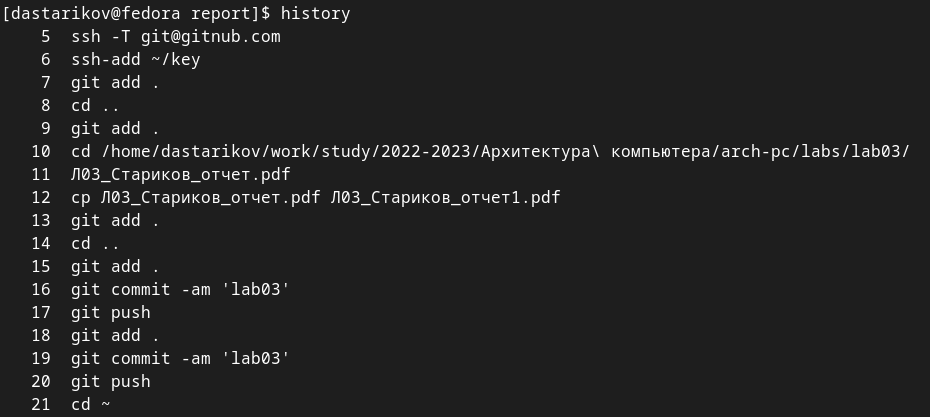 [dastarikov@fedora report]$ history
5 ssh -T git@gitnub.com
6 ssh-add ~/key
7 git add .
8 cd ..
9 git add .
10 cd /home/dastarikov/work/study/2022-2023/Архитектура\ компьютера/arch-pc/labs/lab03/
11 Л03_Стариков_отчет.pdf
12 cp Л03_Стариков_отчет.pdf Л03_Стариков_отчет1.pdf
13 git add .
14 cd ..
15 git add .
16 git commit -am 'lab03'
17 git push
18 git add .
19 git commit -am 'lab03'
20 git push
21 cd ~